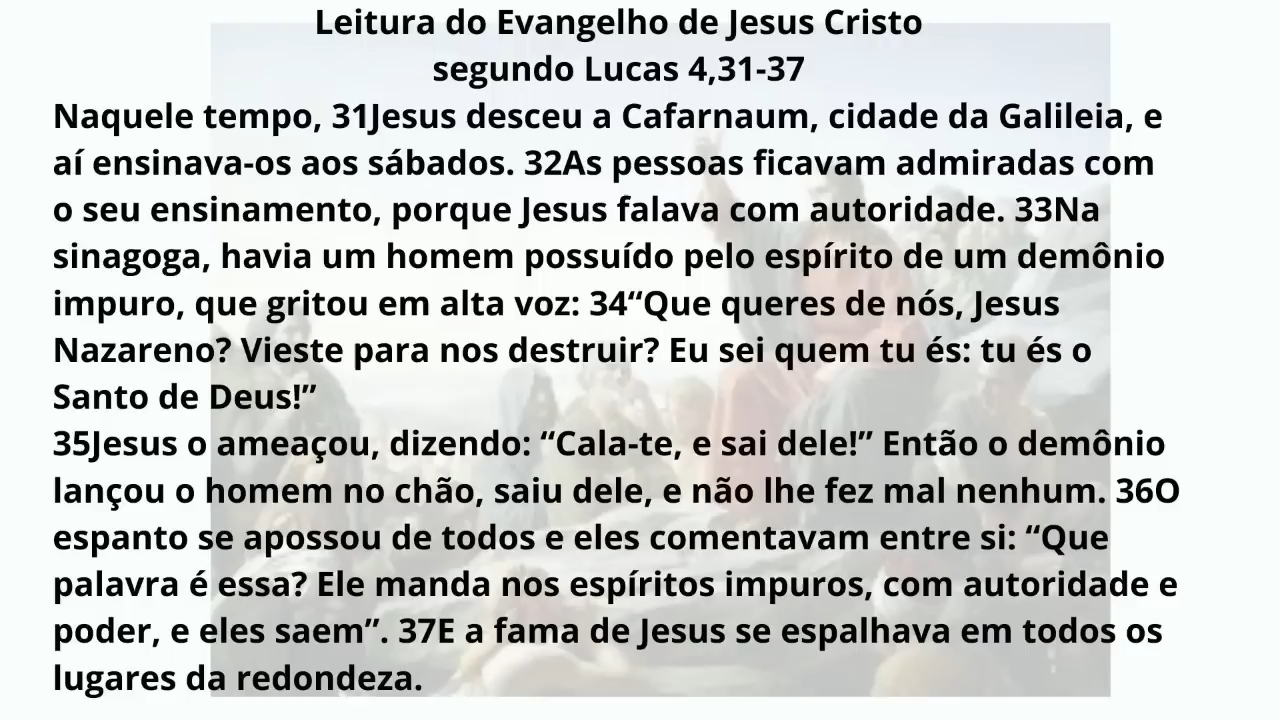 Leitura do Evangelho de Jesus Cristo
segundo Lucas 4,31-37
Naquele tempo, 31Jesus desceu a Cafarnaum, cidade da Galileia, e
aí ensinava-os aos sábados. 32As pessoas ficavam admiradas com
o seu ensinamento, porque Jesus falava com autoridade. 33Na
sinagoga, havia um homem possuído pelo espírito de um demônio
impuro, que gritou em alta voz: 34“Que queres de nós, Jesus
Nazareno? Vieste para nos destruir? Eu sei quem tu és: tu és o
Santo de Deus!”
35Jesus o ameaçou, dizendo: “Cala-te, e sai dele!” Então o demônio
lançou o homem no chão, saiu dele, e não lhe fez mal nenhum. 36O
espanto se apossou de todos e eles comentavam entre si: “Que
palavra é essa? Ele manda nos espíritos impuros, com autoridade e
poder, e eles saem”. 37E a fama de Jesus se espalhava em todos os
lugares da redondeza.